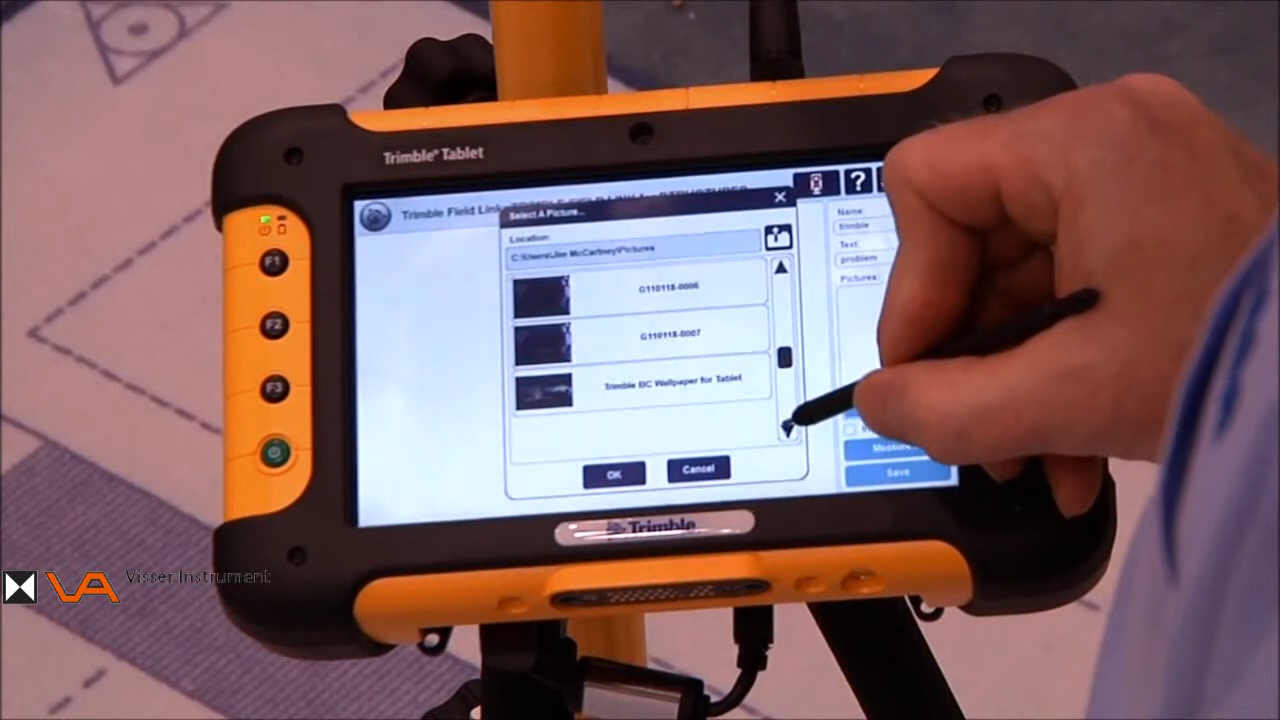 Trimble® Tablet
Trimble Field Link
?
Select A Picture...
Location:
C:\Users\Jim McCartney\Pictures
G110118-0006
G110118-0007
Trimble BC Wallpaper for Tablet
OK
Cancel
Name:
trimble
Text:
problem
Pictures:
Save
F1
F2
F3
Trimble
VA
Visser Instrument